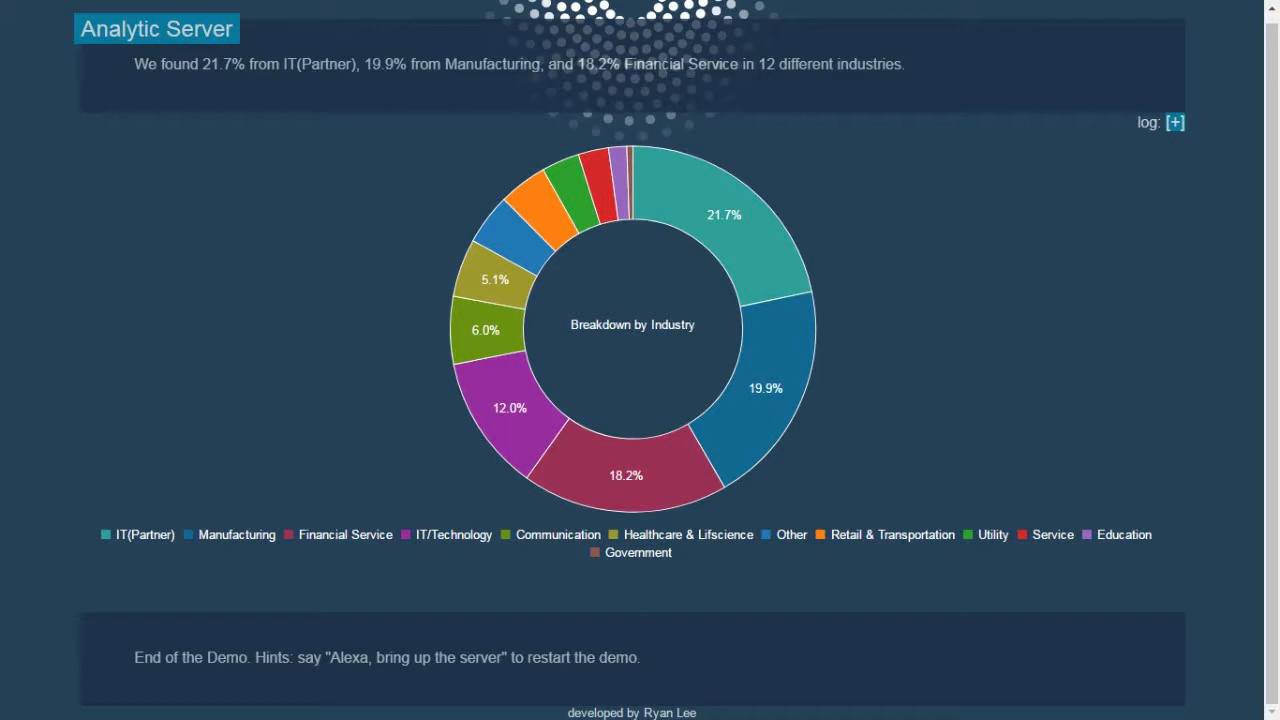 Analytic Server
We found 21.7% from IT(Partner), 19.9% from Manufacturing, and 18.2% Financial Service in 12 different industries.
log: [+]
21.7%
5.1%
Breakdown by Industry
6.0%
19.9%
12.0%
18.2%
IT(Partner) Manufacturing Financial Service IT/Technology Communication Healthcare & Lifscience Other Retail & Transportation Utility Service Education
Government
End of the Demo. Hints: say "Alexa, bring up the server" to restart the demo.
developed by Ryan Lee